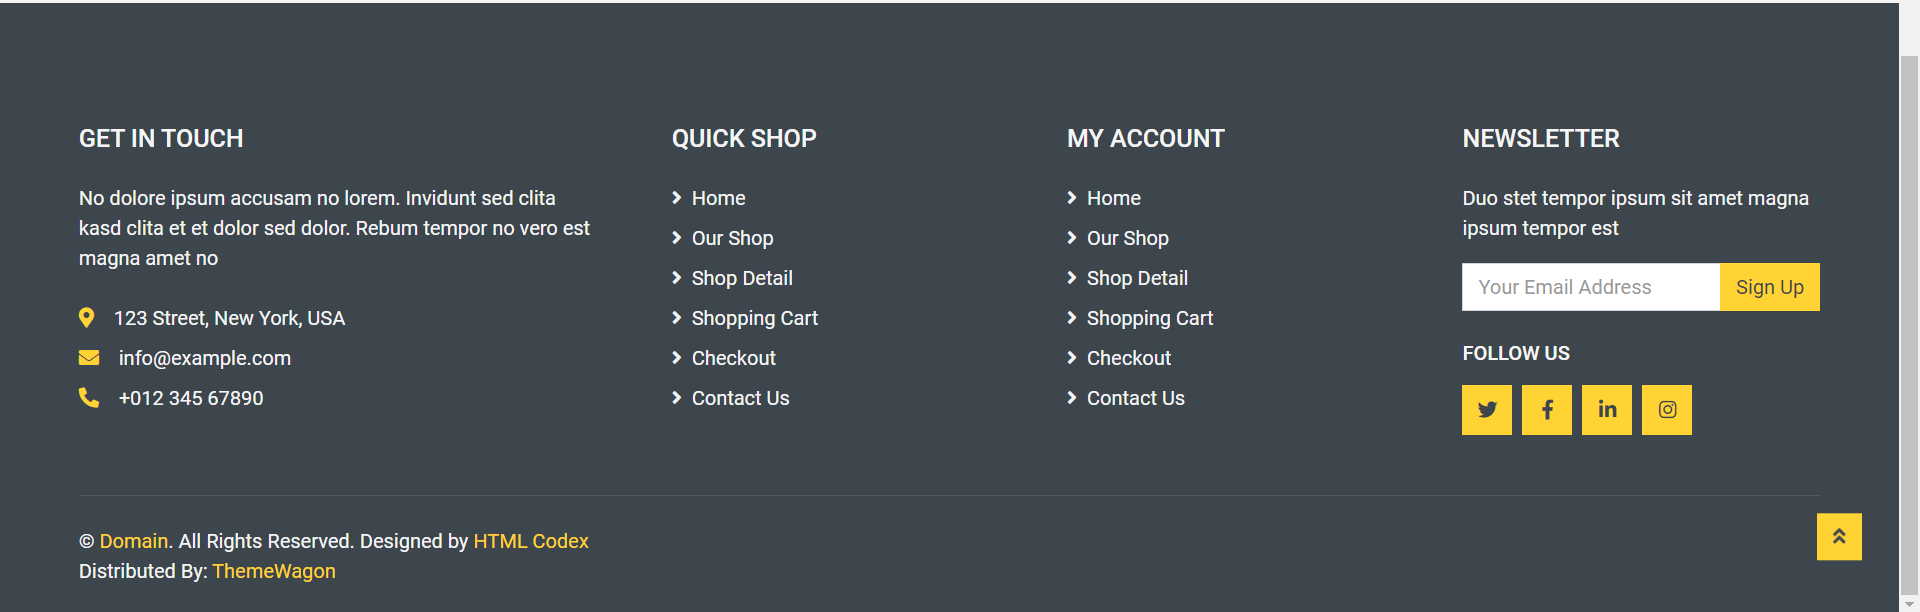 GET IN TOUCH
No dolore ipsum accusam no lorem. Invidunt sed clita
kasd clita et et dolor sed dolor. Rebum tempor no vero est
magna amet no
123 Street, New York, USA
info@example.com
+012 345 67890
QUICK SHOP
Home
Our Shop
Shop Detail
Shopping Cart
Checkout
Contact Us
MY ACCOUNT
Home
Our Shop
Shop Detail
Shopping Cart
Checkout
Contact Us
NEWSLETTER
Duo stet tempor ipsum sit amet magna
ipsum tempor est
Your Email Address
Sign Up
FOLLOW US
© Domain. All Rights Reserved. Designed by HTML Codex
Distributed By: ThemeWagon